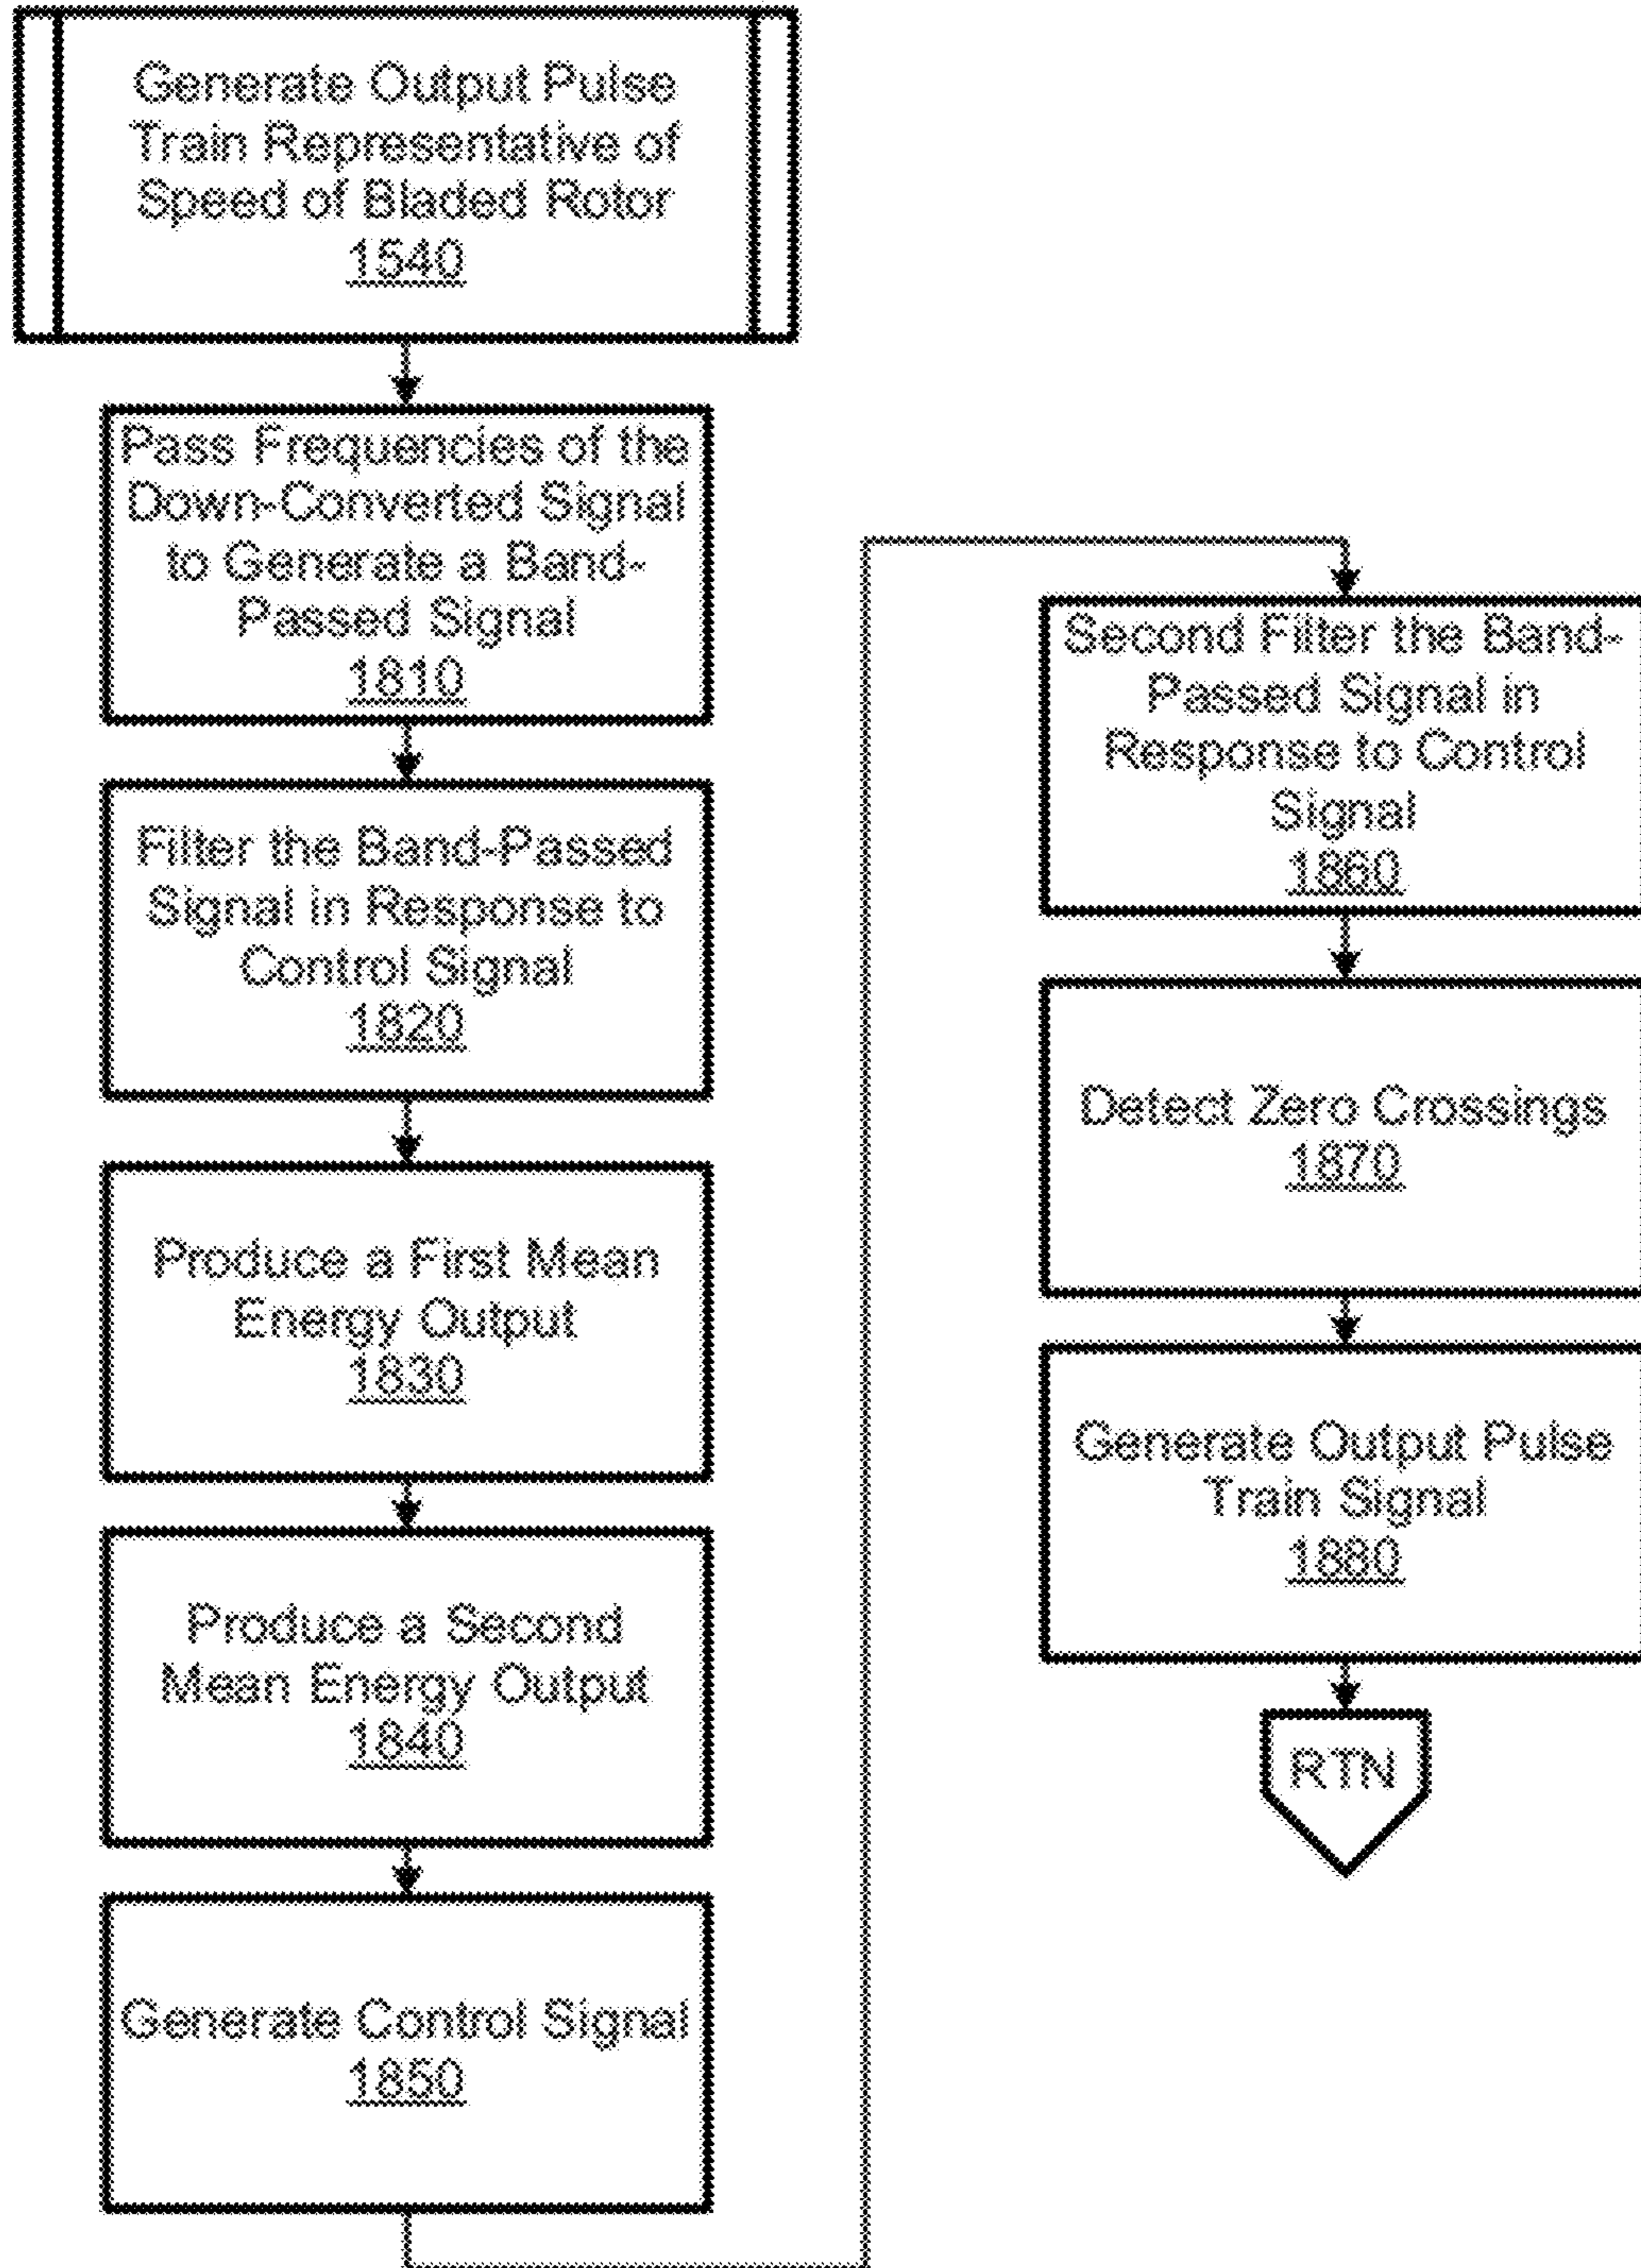 Generate Output Pulse
Train Representative of
Speed of Bladed Rotor
1540
Pass Frequencies of the
Down-Converted Signal
to Generate a Band-
Passed Signal
1810
Filter the Band-Passed
Signal in Response to
Control Signal
1820
Produce a First Mean
Energy Output
1830
Produce a Second
Mean Energy Output
1840
Generate Control Signal
1850
Second Filter the Band-
Passed Signal in
Response to Control
Signal
1860
Detect Zero Crossings
1870
Generate Output Pulse
Train Signal
1880
RTN